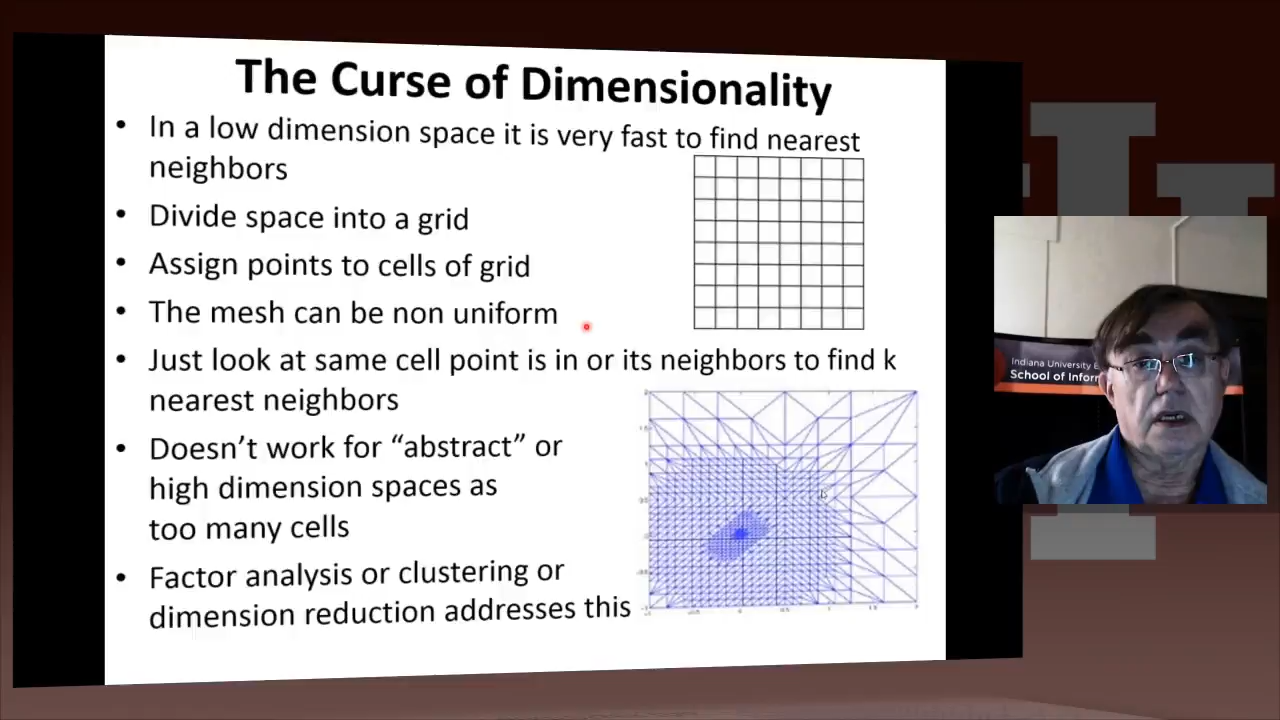 The Curse of Dimensionality
• In a low dimension space it is very fast to find nearest
neighbors
• Divide space into a grid
• Assign points to cells of grid
• The mesh can be non uniform
• Just look at same cell point is in or its neighbors to find k
nearest neighbors
• Doesn't work for “abstract” or
high dimension spaces as
too many cells
• Factor analysis or clustering or
dimension reduction addresses this
Indiana University
School of